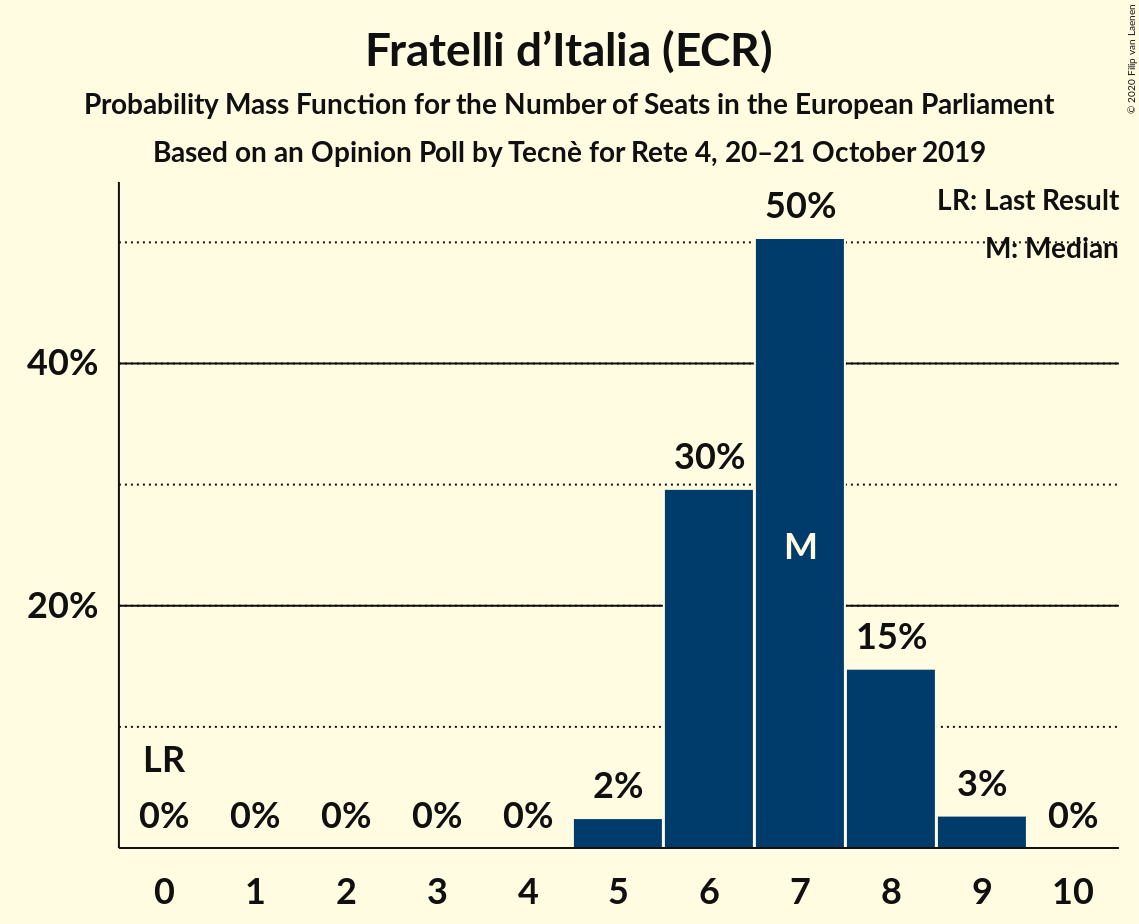 Fratelli d’Italia (ECR)
Probability Mass Function for the Number of Seats in the European Parliament
Based on an Opinion Poll by Tecnè for Rete 4, 20–21 October 2019
© 2020 Filip van Laenen
LR: Last Result
M: Median
50%
40%
30%
M
20%
15%
LR
0% 0% 0% 0% 0% 2% 3% 0%
0 1 2 3 4 5 6 7 8 9 10